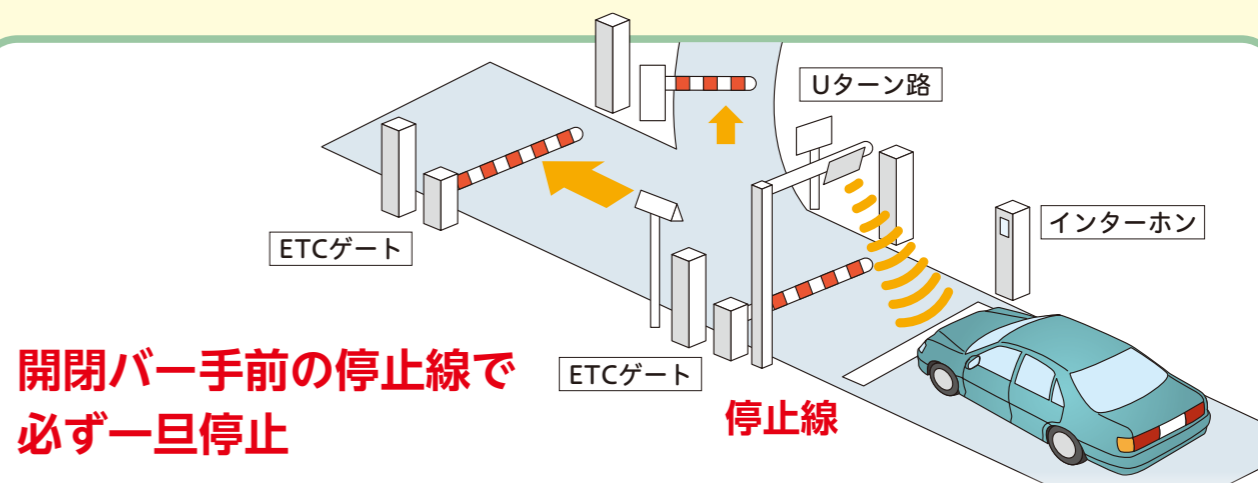 Uターン路
インターホン
ETCゲート
ETCゲート
開閉バー手前の停止線で
必ず一旦停止
停止線